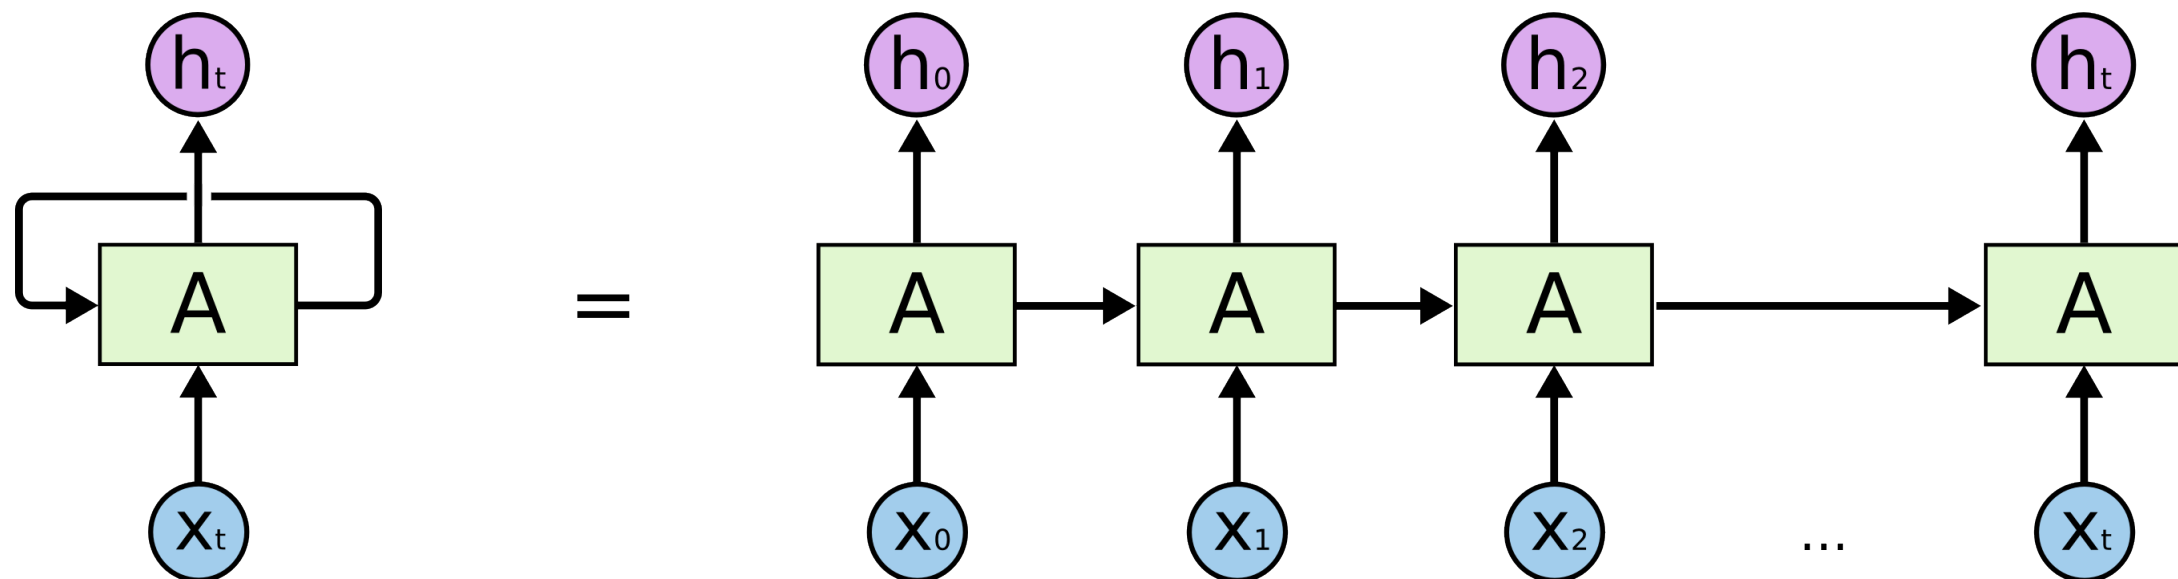 ht h0 h1 h2 ht
A = A A A A
xt x0 x1 x2 ... xt